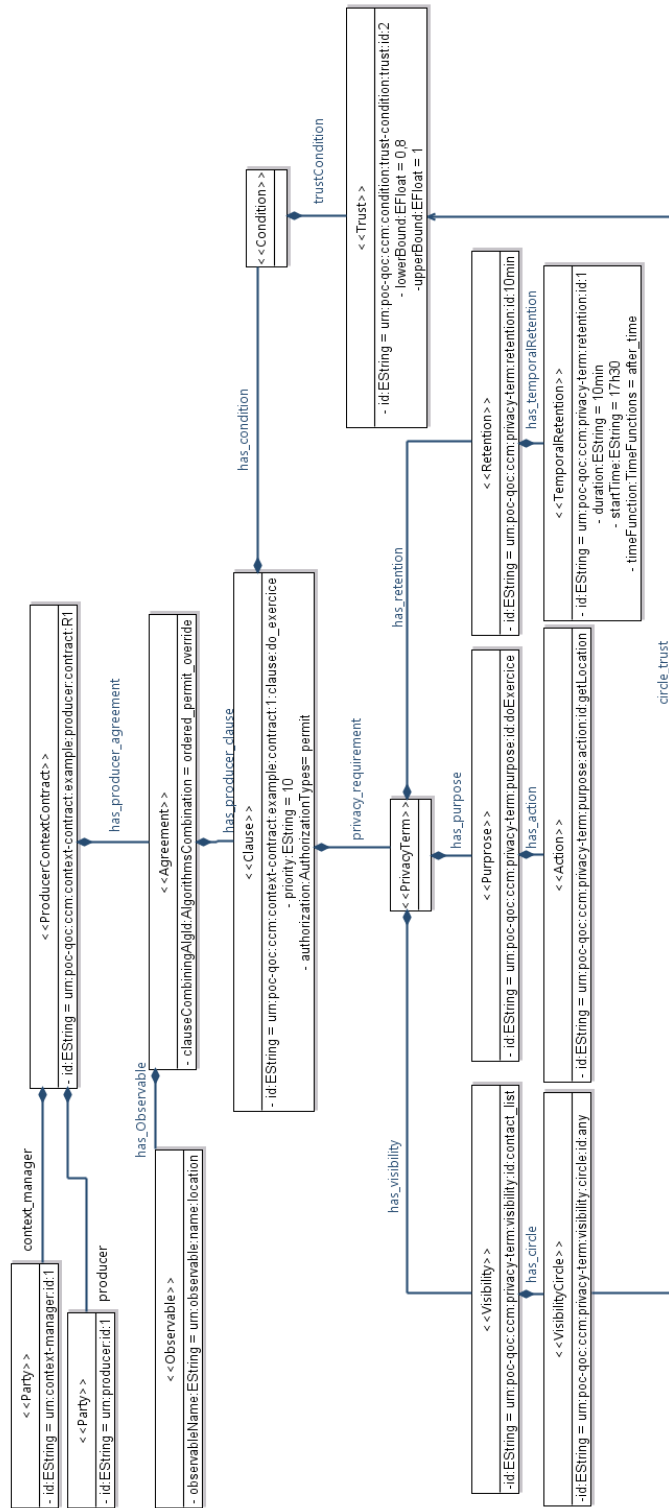 <<Party>>
- id:EString = urn:context-manager:id:1
context_manager
<<Party>>
- id:EString = urn:producer:id:1
producer
<<ProducerContextContract>>
- id:EString = urn:poc-qoc:ccm:context-contract:example:producer:contract:R1
has_producer_agreement
<<Observable>>
- observableName:EString = urn:observable:name:location
has_Observable
<<Agreement>>
- clauseCombiningAlgId:AlgorithmsCombination = ordered_permit_override
has_producer_clause
<<Clause>>
- id:EString = urn:poc-qoc:ccm:context-contract:example:contract:1:clause:do_exercice
- priority:EString = 10
- authorization:AuthorizationTypes= permit
has_condition
<<Condition>>
trustCondition
<<Trust>>
- id:EString = urn:poc-qoc:ccm:condition:trust-condition:trust:id:2
- lowerBound:EFloat = 0,8
-upperBound:EFloat = 1
privacy_requirement
<<PrivacyTerm>>
has_visibility
has_purpose
has_retention
<<Visibility>>
-id:EString = urn:poc-qoc:ccm:privacy-term:visibility:id:contact_list
has_circle
<<VisibilityCircle>>
-id:EString = urn:poc-qoc:ccm:privacy-term:visibility:circle:id:any
<<Purprose>>
- id:EString = urn:poc-qoc:ccm:privacy-term:purpose:id:doExercice
has_action
<<Action>>
- id:EString = urn:poc-qoc:ccm:privacy-term:purpose:action:id:getLocation
<<Retention>>
- id:EString = urn:poc-qoc:ccm:privacy-term:retention:id:10min
has_temporalRetention
<<TemporalRetention>>
- id:EString = urn:poc-qoc:ccm:privacy-term:retention:id:1
- duration:EString = 10min
- startTime:EString = 17h30
- timeFunction:TimeFunctions = after_time
circle_trust